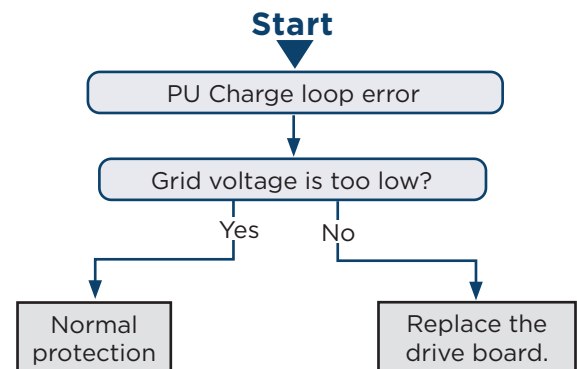 Start
PU Charge loop error
Grid voltage is too low?
Yes
No
Normal
protection
Replace the
drive board.